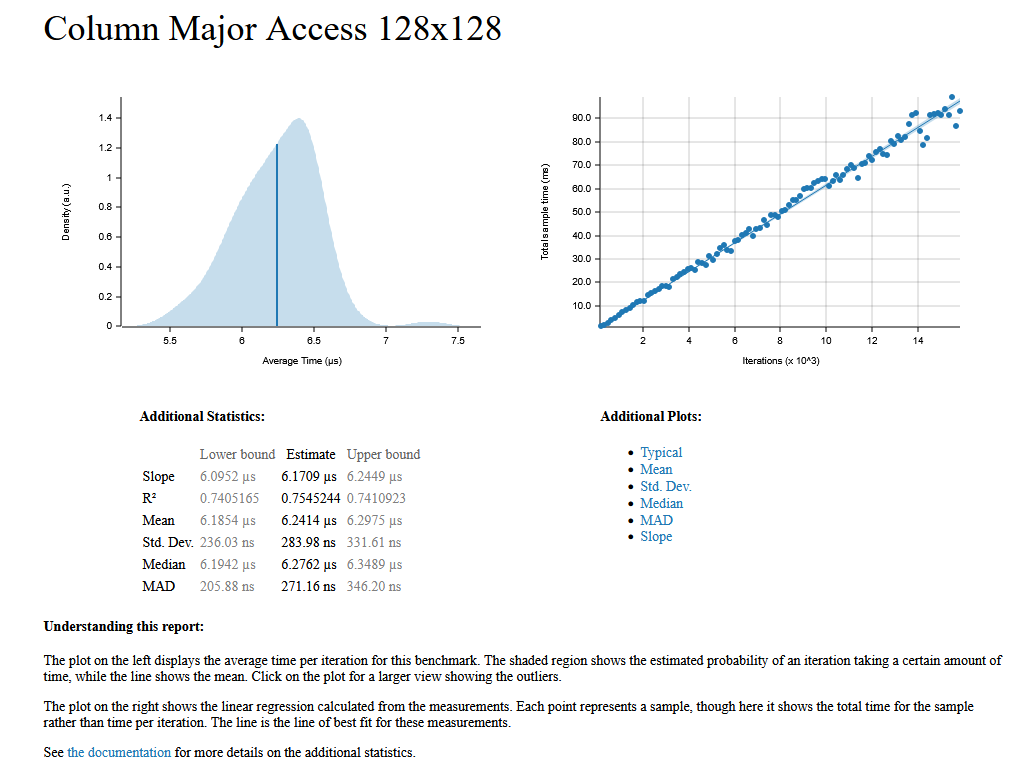 Column Major Access 128x128
Density (a.u.)
1.4
1.2
1
0.8
0.6
0.4
0.2
0
5.5 6 6.5 7 7.5
Average Time (µs)
Total sample time (ms)
90.0
80.0
70.0
60.0
50.0
40.0
30.0
20.0
10.0
2 4 6 8 10 12 14
Iterations (x 10^3)
Additional Statistics:
Lower bound Estimate Upper bound
Slope 6.0952 µs 6.1709 µs 6.2449 µs
R² 0.7405165 0.7545244 0.7410923
Mean 6.1854 µs 6.2414 µs 6.2975 µs
Std. Dev. 236.03 ns 283.98 ns 331.61 ns
Median 6.1942 µs 6.2762 µs 6.3489 µs
MAD 205.88 ns 271.16 ns 346.20 ns
Additional Plots:
• Typical
• Mean
• Std. Dev.
• Median
• MAD
• Slope
Understanding this report:
The plot on the left displays the average time per iteration for this benchmark. The shaded region shows the estimated probability of an iteration taking a certain amount of
time, while the line shows the mean. Click on the plot for a larger view showing the outliers.
The plot on the right shows the linear regression calculated from the measurements. Each point represents a sample, though here it shows the total time for the sample
rather than time per iteration. The line is the line of best fit for these measurements.
See the documentation for more details on the additional statistics.